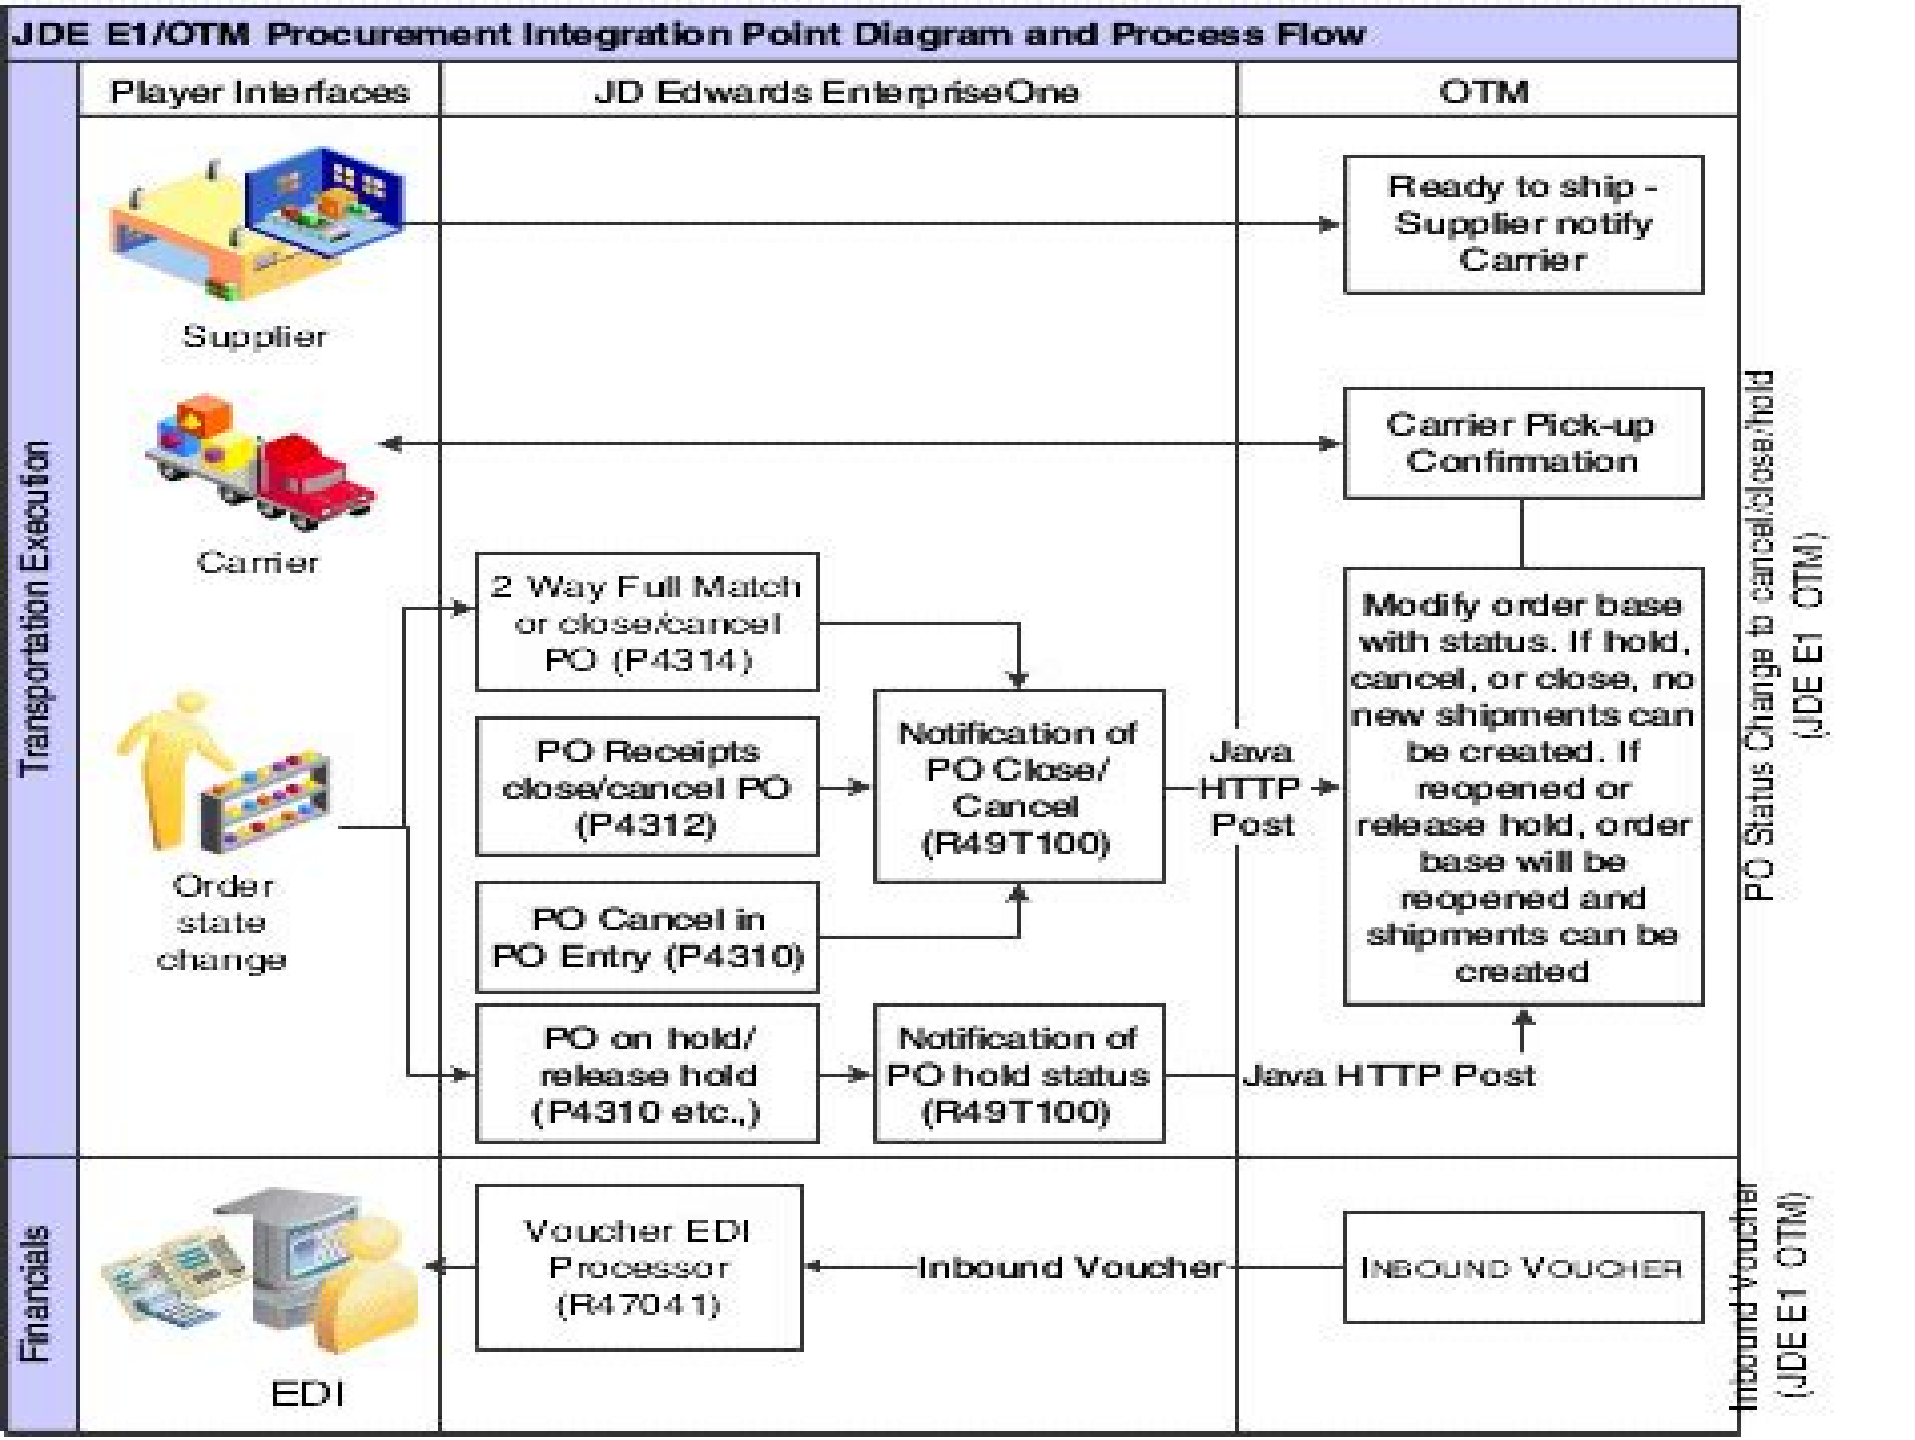 JDE E1/OTM Procurement Integration Point Diagram and Process Flow
Player Interfaces
JD Edwards EnterpriseOne
OTM
Transportation Execution
Supplier
Ready to ship -
Supplier notify
Carrier
Carrier
Carrier Pick-up
Confirmation
Order
state
change
2 Way Full Match
or close/cancel
PO (P4314)
PO Receipts
close/cancel PO
(P4312)
PO Cancel in
PO Entry (P4310)
Notification of
PO Close/
Cancel
(R49T100)
Java
HTTP
Post
Modify order base
with status. If hold,
cancel, or close, no
new shipments can
be created. If
reopened or
release hold, order
base will be
reopened and
shipments can be
created
PO on hold/
release hold
(P4310 etc.,)
Notification of
PO hold status
(R49T100)
Java HTTP Post
PO Status Change to cancel/close/hold
(JDE E1 OTM)
Financials
EDI
Voucher EDI
Processor
(R47041)
Inbound Voucher
INBOUND VOUCHER
Inbound Voucher
(JDE E1 OTM)